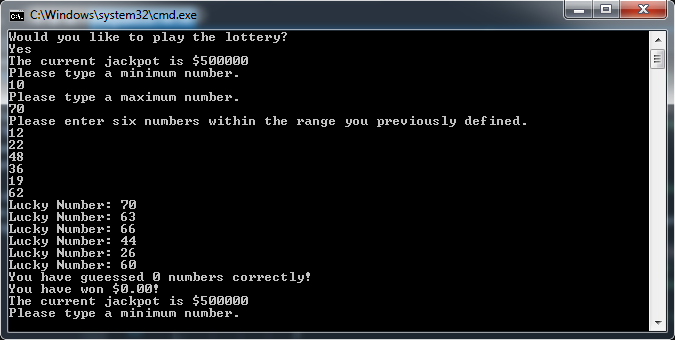 C:\Windows\system32\cmd.exe
Would you like to play the lottery?
Yes
The current jackpot is $500000
Please type a minimum number.
10
Please type a maximum number.
70
Please enter six numbers within the range you previously defined.
12
22
48
36
19
62
Lucky Number: 70
Lucky Number: 63
Lucky Number: 66
Lucky Number: 44
Lucky Number: 26
Lucky Number: 60
You have gueessed 0 numbers correctly!
You have won $0.00!
The current jackpot is $500000
Please type a minimum number.